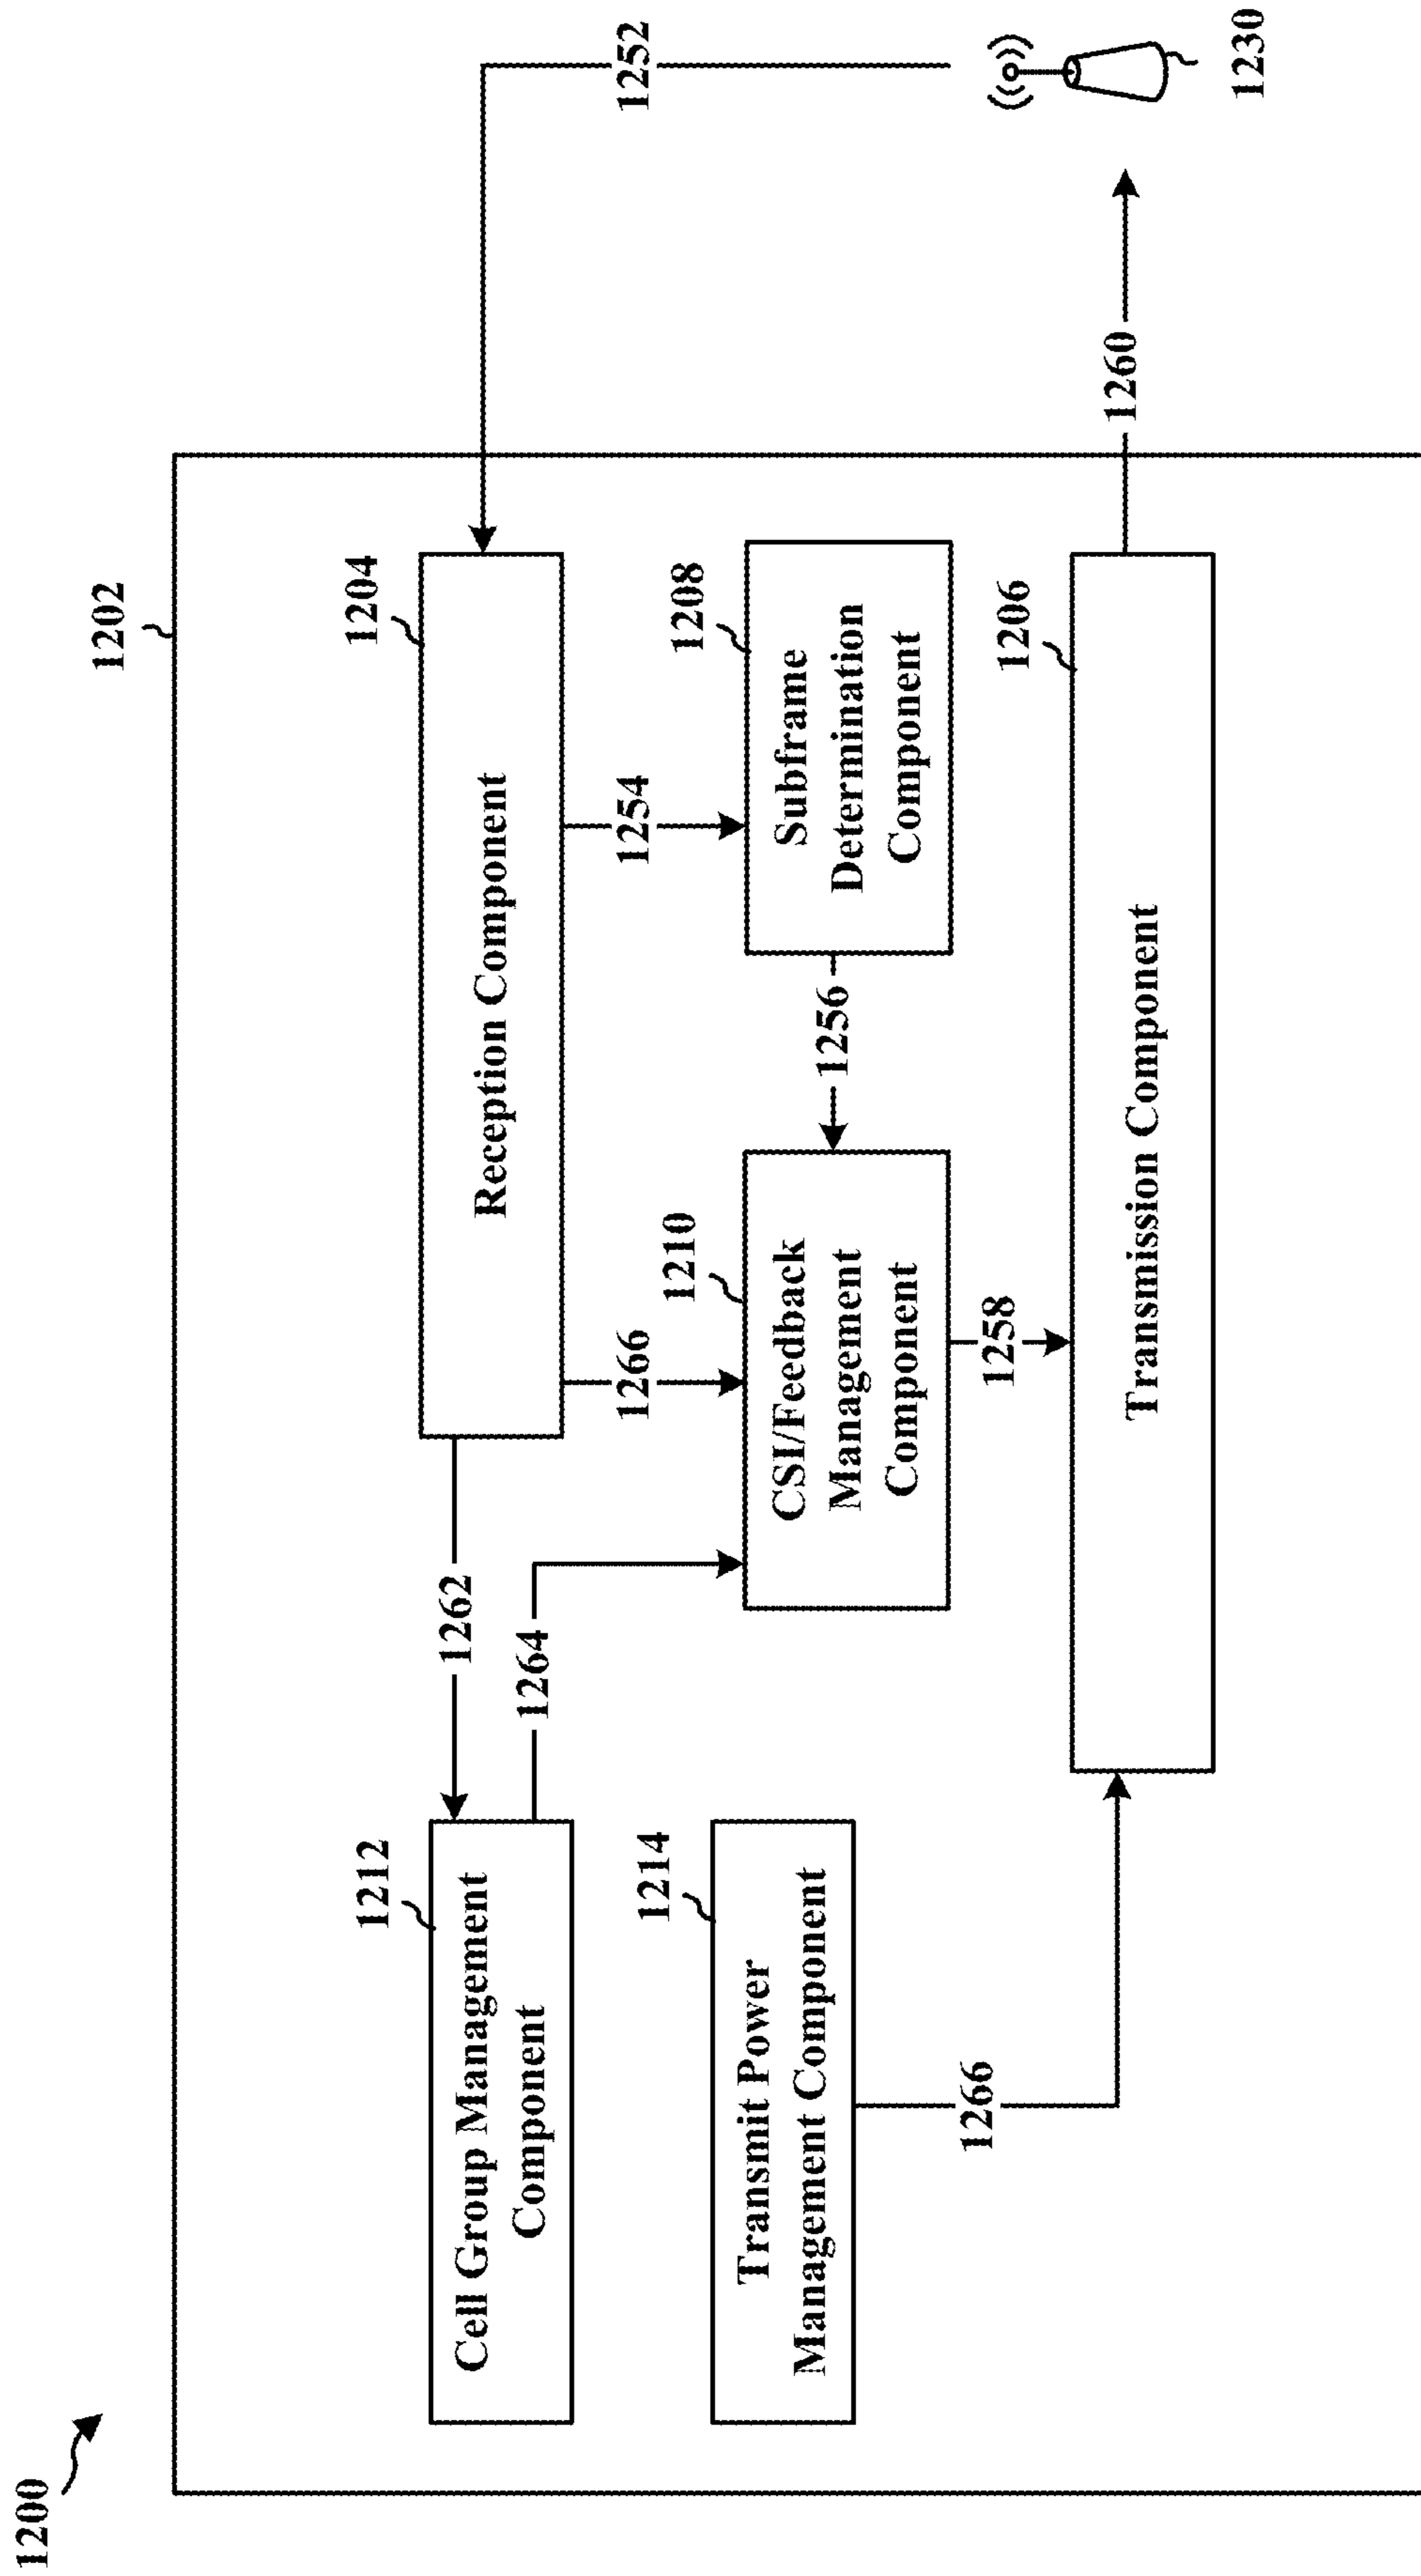 1200
1202
1212
Cell Group Management
Component
1262
1264
1204
Reception Component
1252
1214
Transmit Power
Management Component
1266
1266
1254
1210
CSI/Feedback
Management
Component
1256
1208
Subframe
Determination
Component
1258
1206
Transmission Component
1260
1230